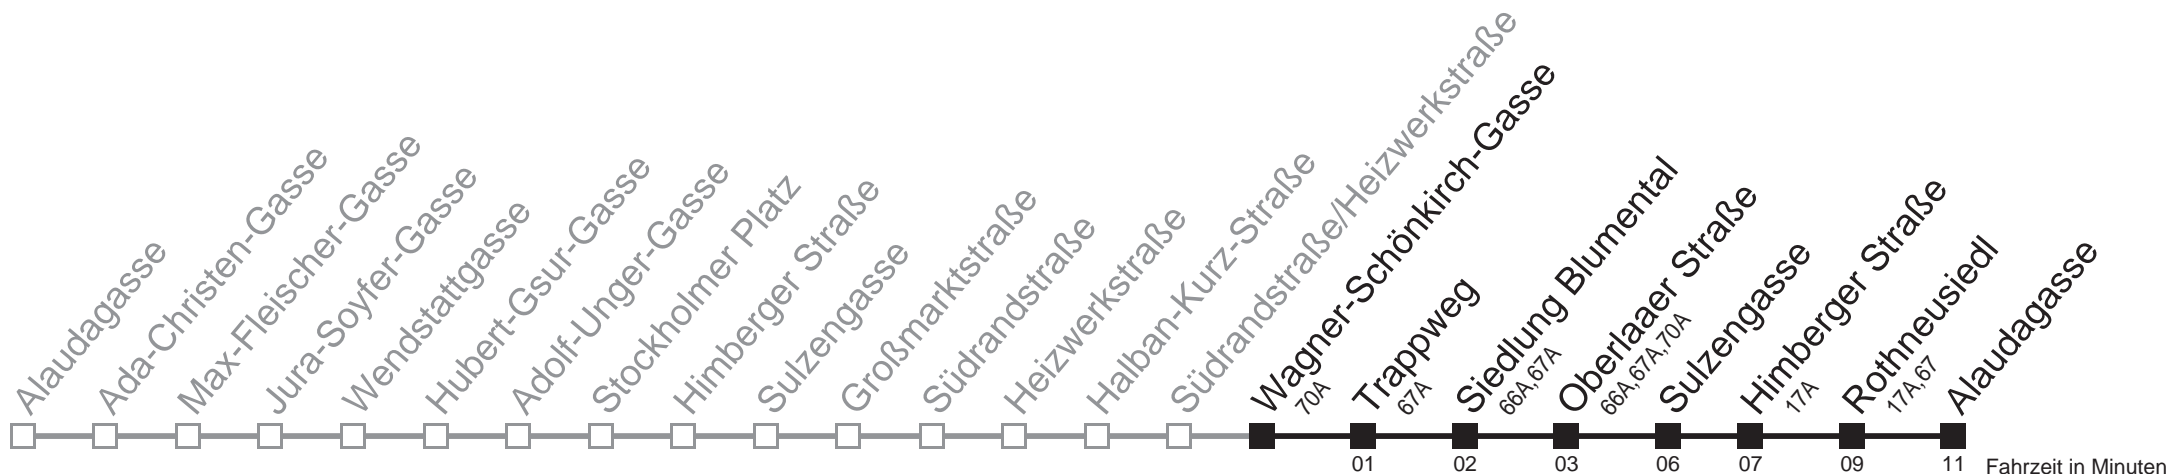 Alaudagasse
Ada-Christen-Gasse
Max-Fleischer-Gasse
Jura-Soyfer-Gasse
Wendstattgasse
Hubert-Gsur-Gasse
Adolf-Unger-Gasse
Stockholmer Platz
Himberger Straße
Sulzengasse
Großmarktstraße
Südrandstraße
Heizwerkstraße
Halban-Kurz-Straße
Südrandstraße/Heizwerkstraße
Wagner-Schönkirch-Gasse
70A
Trappweg
67A
Siedlung Blumental
66A,67A
Oberlaaer Straße
66A,67A,70A
Sulzengasse
Himberger Straße
17A
Rothneusiedl
17A,67
Alaudagasse
01 02 03 06 07 09 11 Fahrzeit in Minuten